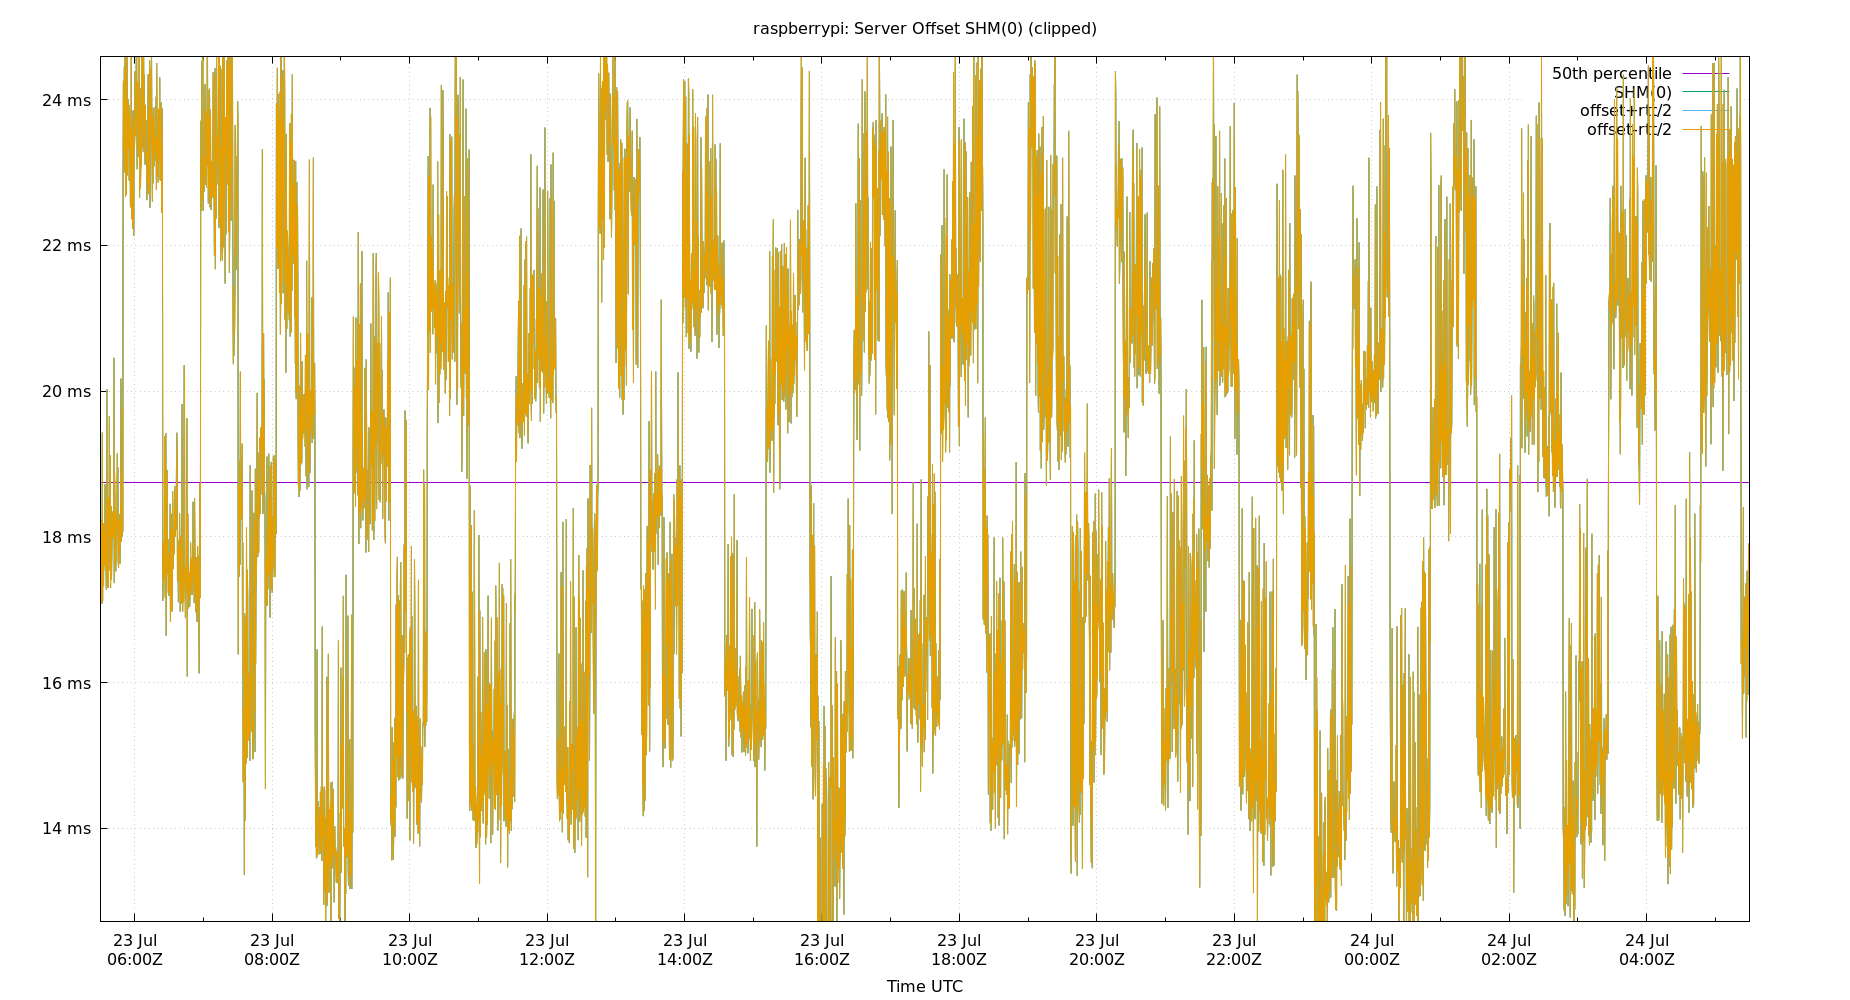 raspberrypi: Server Offset SHM(0) (clipped)
50th percentile
SHM(0)
offset+rtt/2
offset-rtt/2
24 ms
22 ms
20 ms
18 ms
16 ms
14 ms
23 Jul 23 Jul 23 Jul 23 Jul 23 Jul 23 Jul 23 Jul 23 Jul 23 Jul 24 Jul 24 Jul 24 Jul
06:00Z 08:00Z 10:00Z 12:00Z 14:00Z 16:00Z 18:00Z 20:00Z 22:00Z 00:00Z 02:00Z 04:00Z
Time UTC